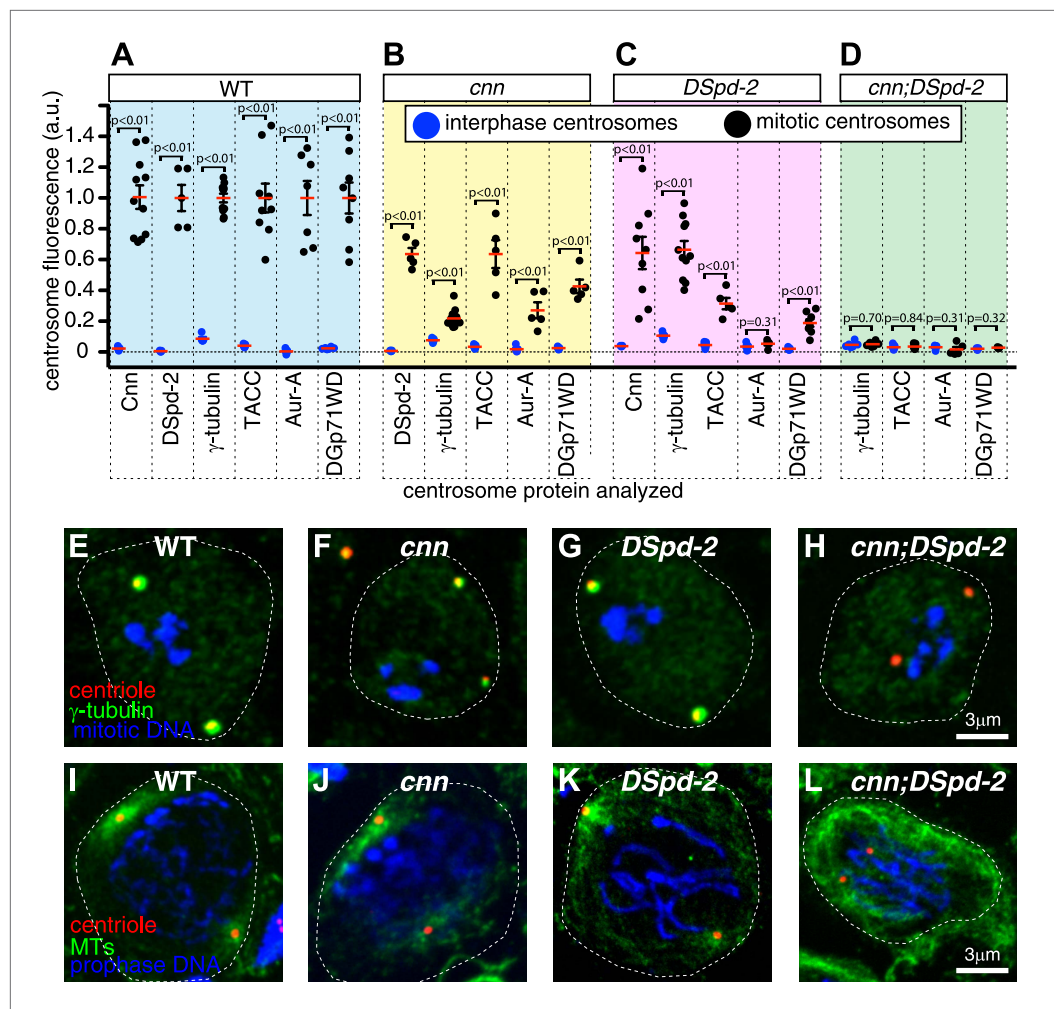 A B C D
WT cnn DSpd-2 cnn;DSpd-2
interphase centrosomes mitotic centrosomes
centrosome fluorescence (a.u.)
1.4
1.2
1.0
0.8
0.6
0.4
0.2
0
p<0.01 p<0.01 p<0.01 p<0.01 p<0.01 p<0.01
p<0.01 p<0.01 p<0.01 p<0.01 p<0.01
p<0.01 p<0.01 p<0.01 p=0.31 p<0.01
p=0.70 p=0.84 p=0.31 p=0.32
Cnn DSpd-2 γ-tubulin TACC Aur-A DGp71WD
DSpd-2 γ-tubulin TACC Aur-A DGp71WD
Cnn γ-tubulin TACC Aur-A DGp71WD
γ-tubulin TACC Aur-A DGp71WD
centrosome protein analyzed
E WT F cnn G DSpd-2 H cnn;DSpd-2
centriole
γ-tubulin
mitotic DNA
3μm
I WT J cnn K DSpd-2 L cnn;DSpd-2
centriole
MTs
prophase DNA
3μm